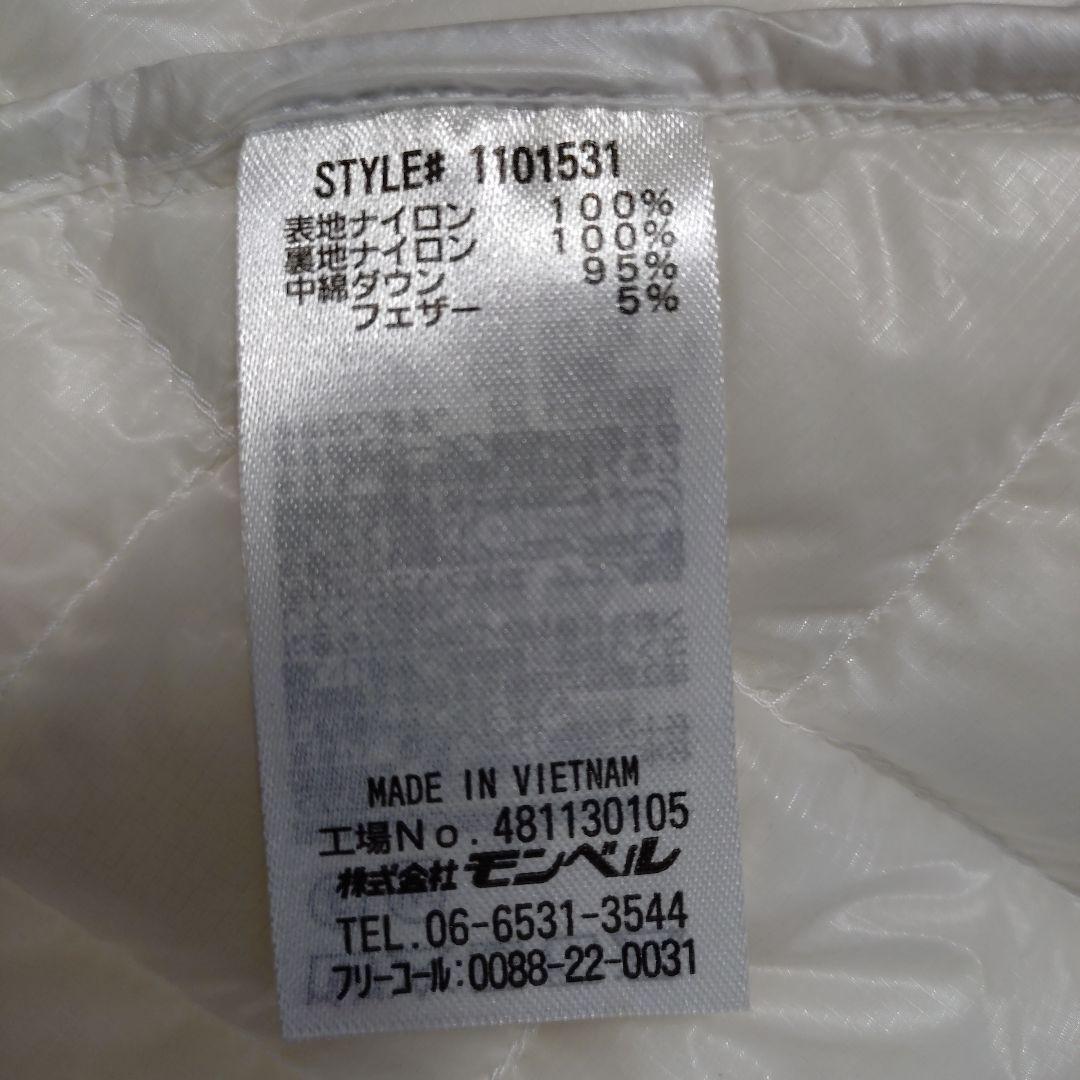 STYLE# 1101531
表地ナイロン 100%
裏地ナイロン 100%
中綿ダウン 95%
フェザー 5%
MADE IN VIETNAM
工場No. 481130105
株式会社モンベル
TEL.06-6531-3544
フリーコール:0088-22-0031